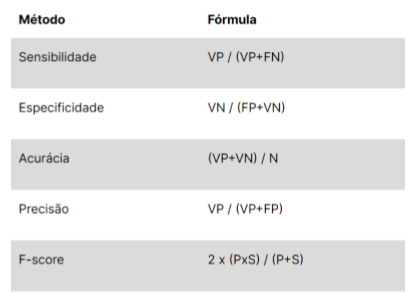 Método Fórmula
Sensibilidade VP / (VP+FN)
Especificidade VN / (FP+VN)
Acurácia (VP+VN) / N
Precisão VP / (VP+FP)
F-score 2 x (PxS) / (P+S)